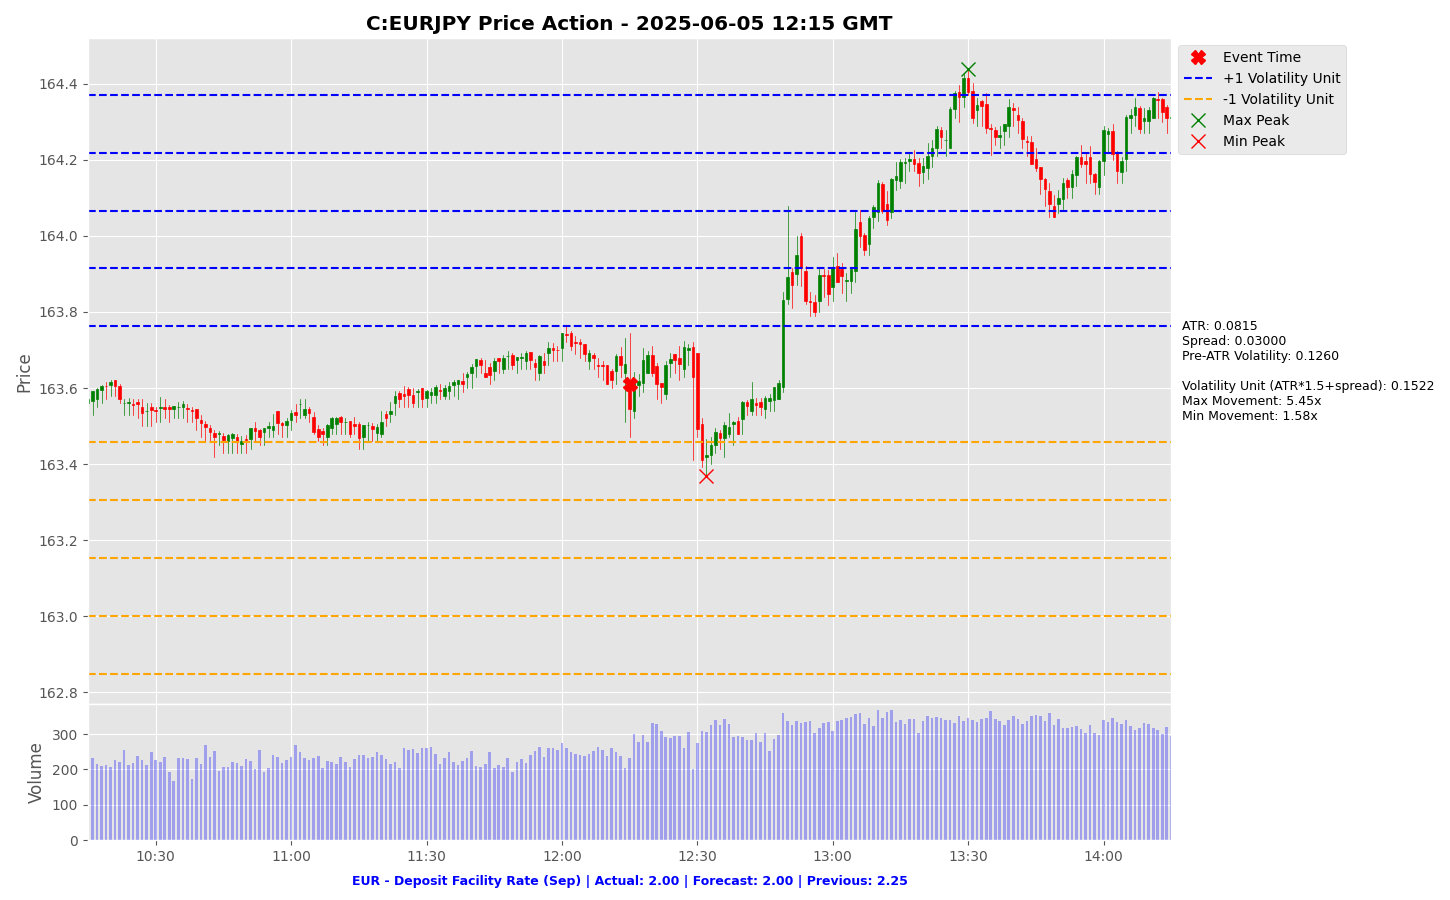 C:EURJPY Price Action - 2025-06-05 12:15 GMT
Event Time
+1 Volatility Unit
-1 Volatility Unit
Max Peak
Min Peak
Price
164.4
164.2
164.0
163.8
163.6
163.4
163.2
163.0
162.8
ATR: 0.0815
Spread: 0.03000
Pre-ATR Volatility: 0.1260
Volatility Unit (ATR*1.5+spread): 0.1522
Max Movement: 5.45x
Min Movement: 1.58x
Volume
300
200
100
0
10:30 11:00 11:30 12:00 12:30 13:00 13:30 14:00
EUR - Deposit Facility Rate (Sep) | Actual: 2.00 | Forecast: 2.00 | Previous: 2.25